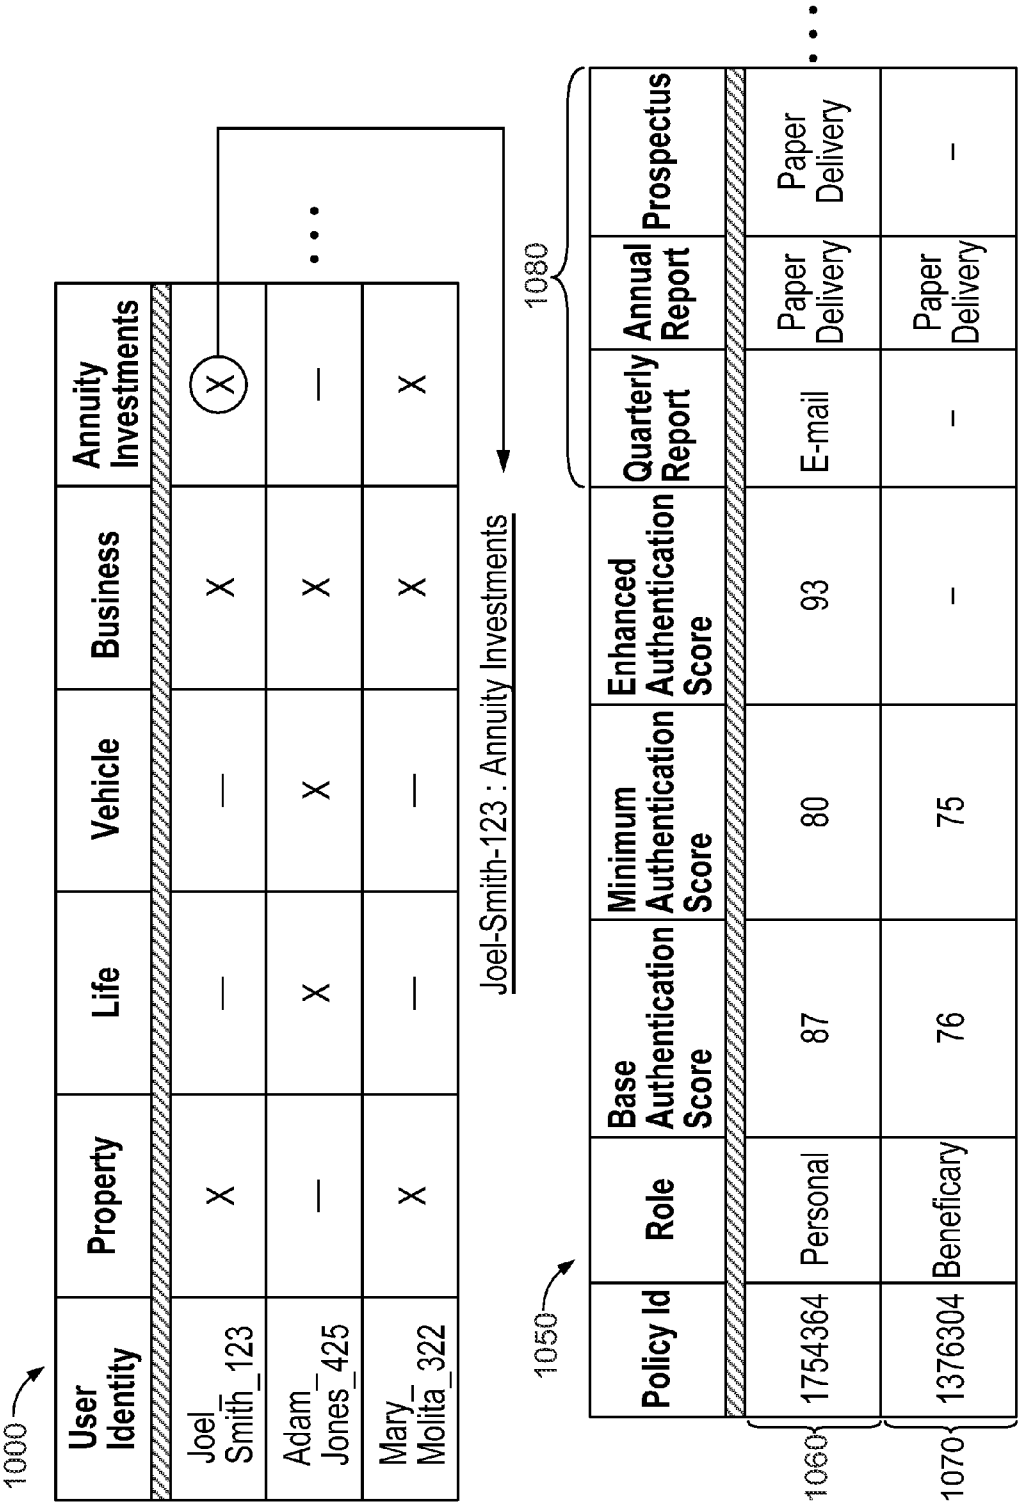 1000
User
Identity
Property
Life
Vehicle
Business
Annuity
Investments
Joel_
Smith_123
X
—
—
X
X
Adam_
Jones_425
—
X
X
X
—
Mary_
Molita_322
X
—
—
X
X
• • •
Joel-Smith-123 : Annuity Investments
1050
1080
Policy Id
Role
Base
Authentication
Score
Minimum
Authentication
Score
Enhanced
Authentication
Score
Quarterly
Report
Annual
Report
Prospectus
1060
1754364
Personal
87
80
93
E-mail
Paper
Delivery
Paper
Delivery
• • •
1070
1376304
Beneficary
76
75
–
–
Paper
Delivery
–